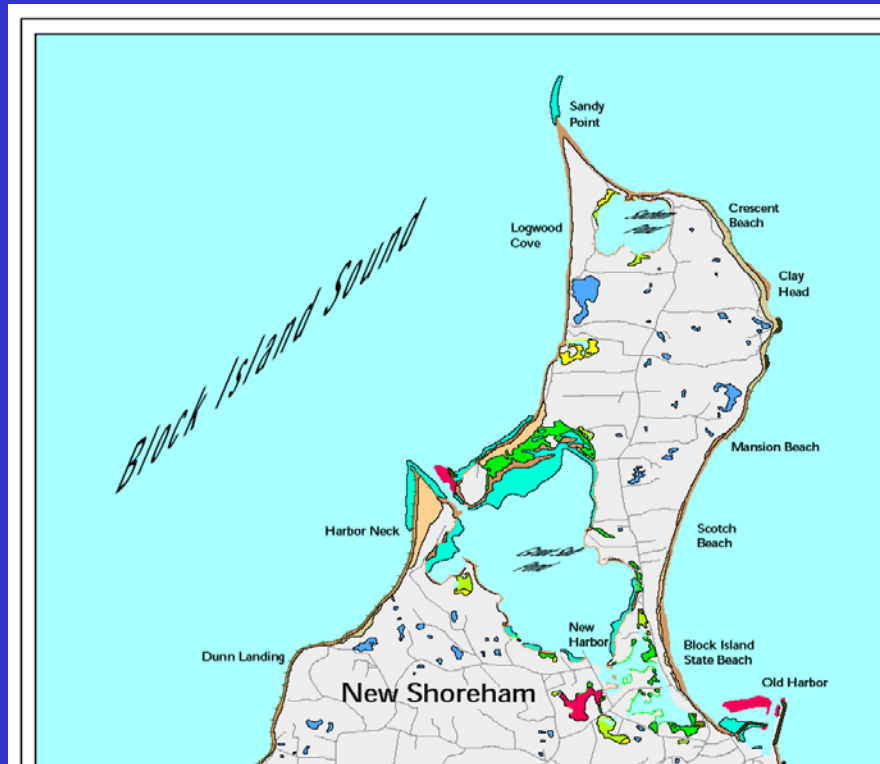 Sandy
Point
Crescent
Beach
Logwood
Cove
Clay
Head
Block Island Sound
Mansion Beach
Harbor Neck
Scotch
Beach
New
Harbor
Dunn Landing
Block Island
State Beach
Old Harbor
New Shoreham